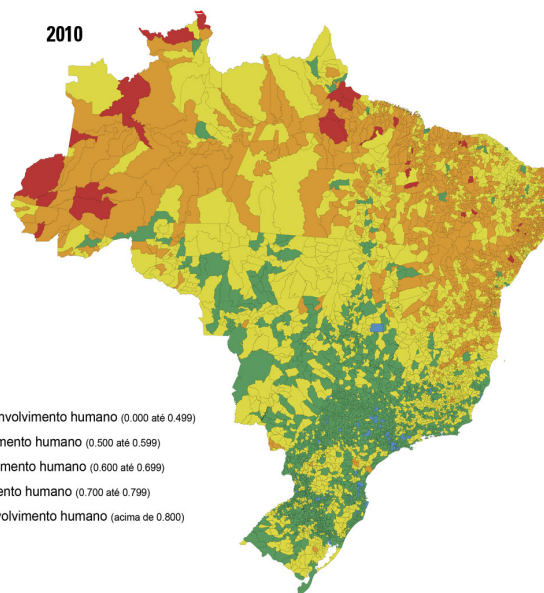 2010
nvolvimento humano (0.000 até 0.499)
mento humano (0.500 até 0.599)
mento humano (0.600 até 0.699)
ento humano (0.700 até 0.799)
volvimento humano (acima de 0.800)